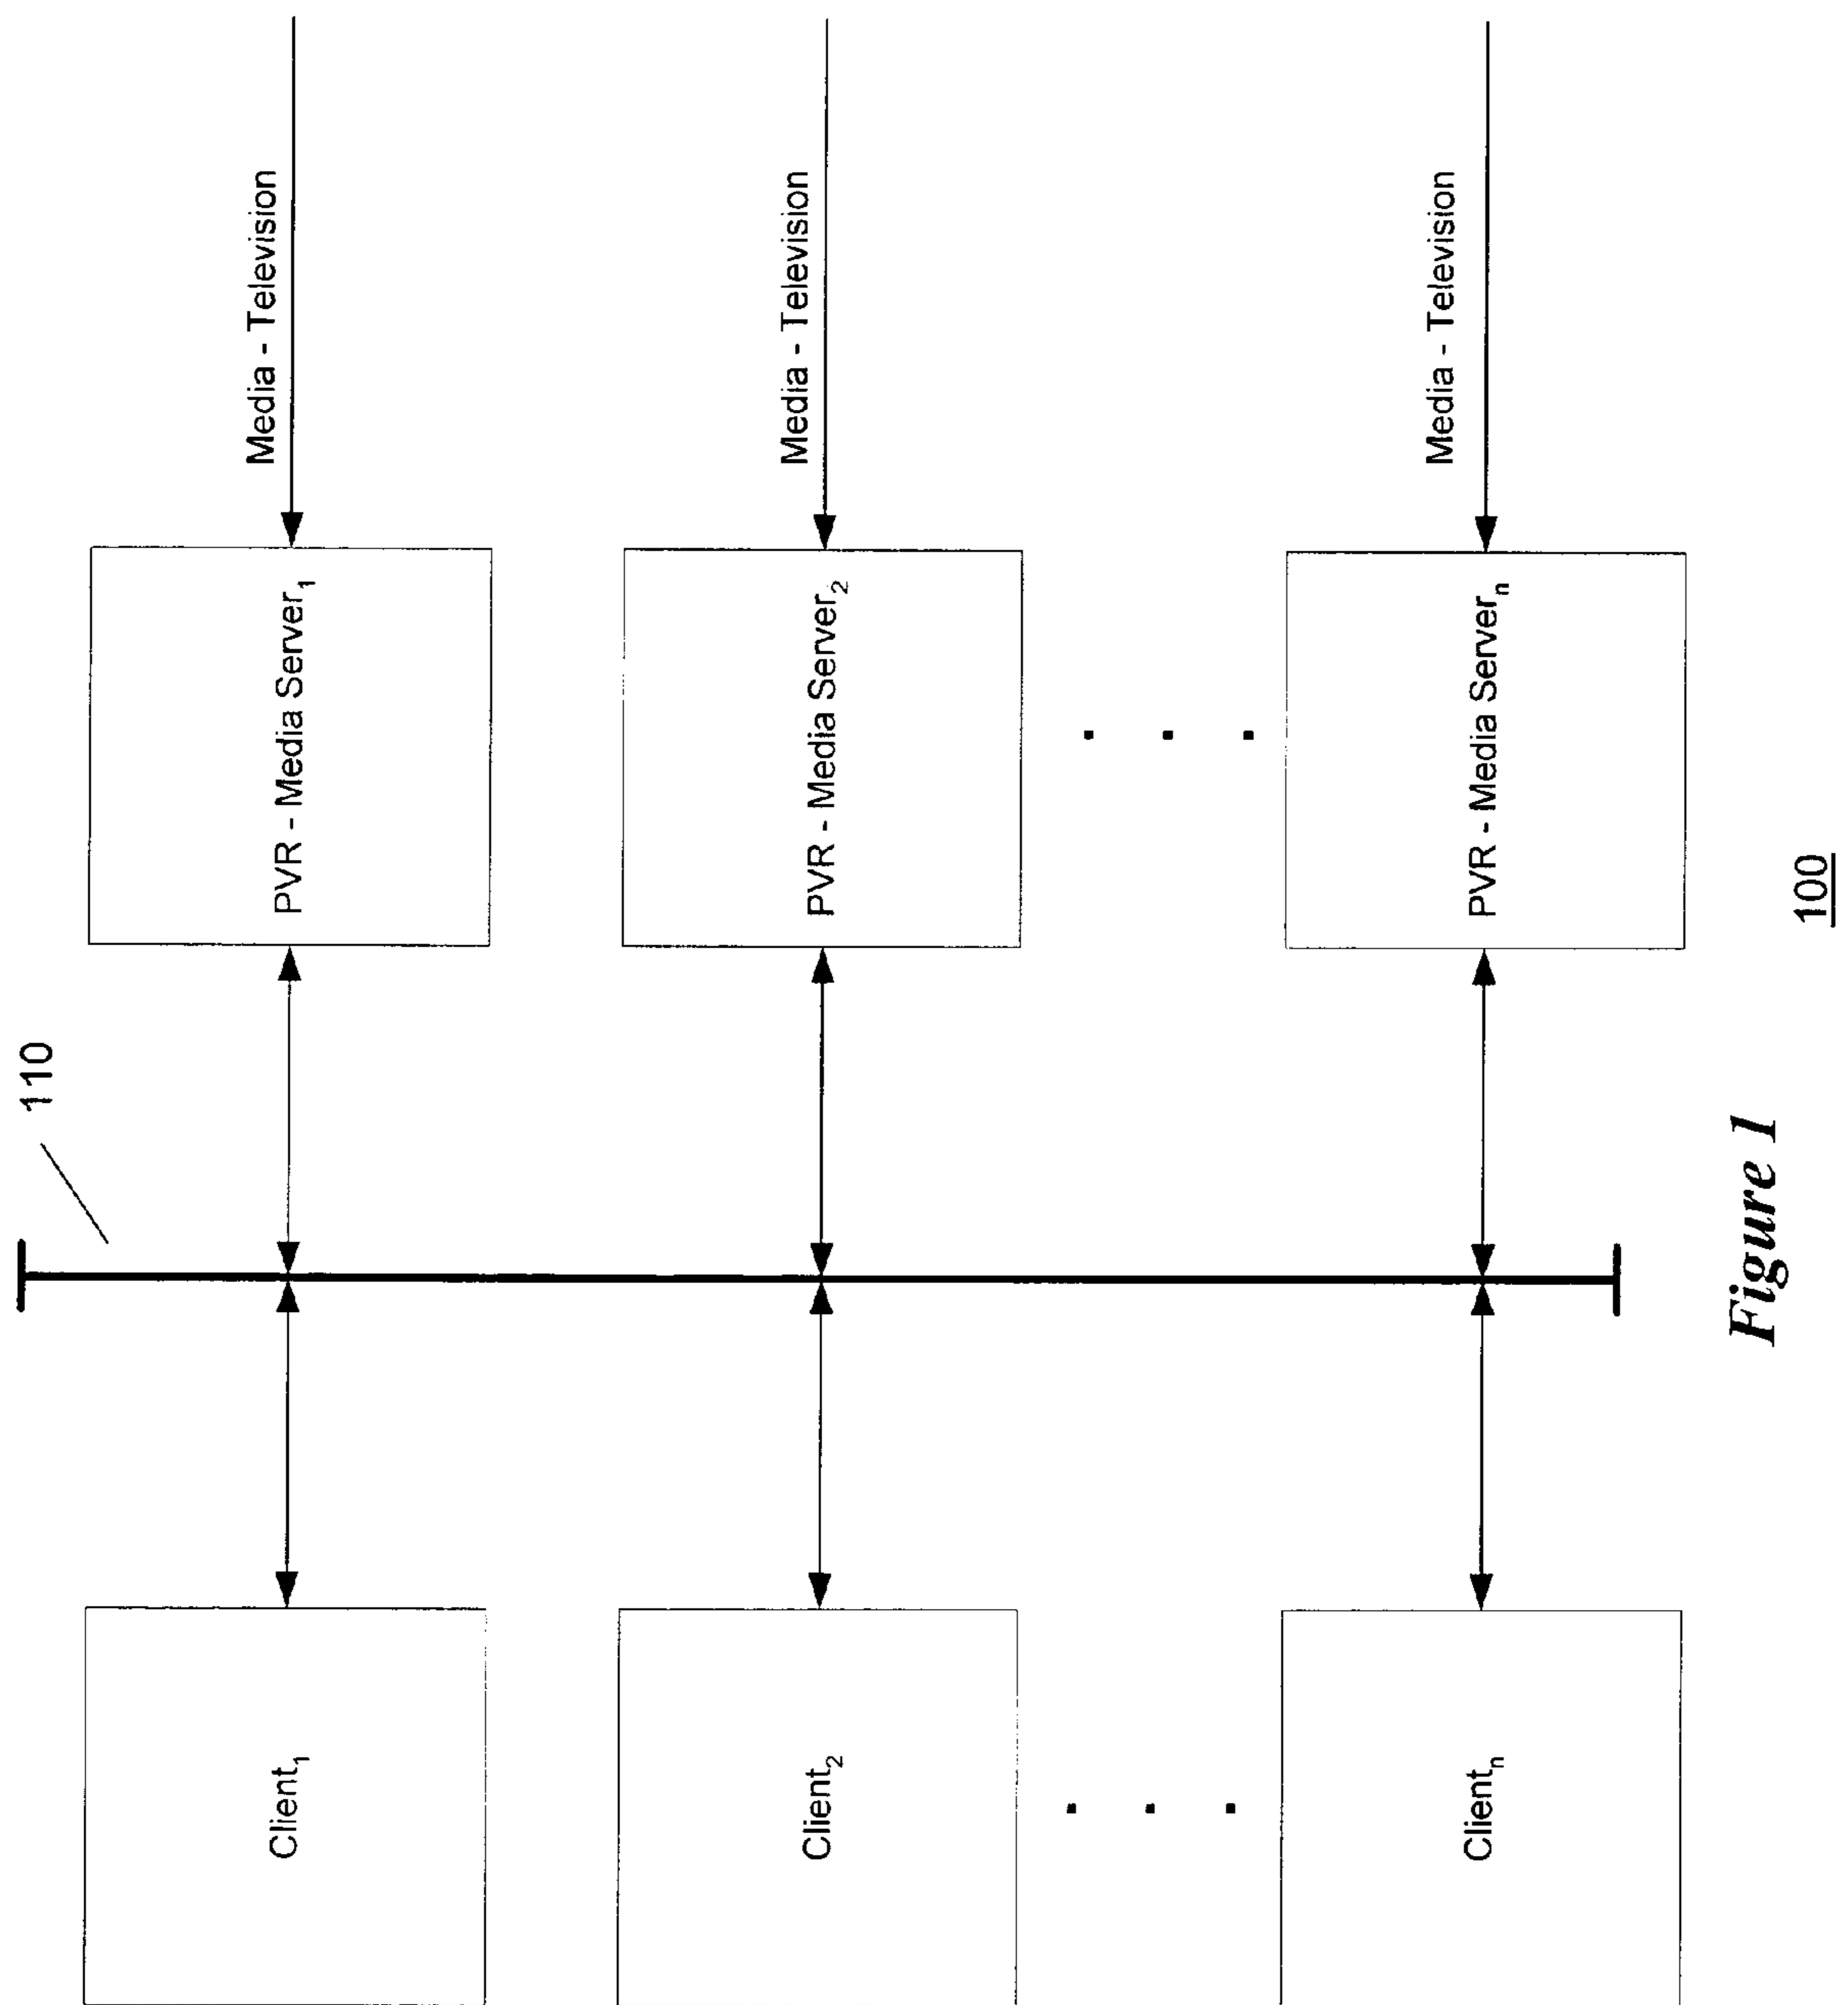 Media - Television
Media - Television
Media - Television
PVR - Media Server₁
PVR - Media Server₂
PVR - Media Serverₙ
110
Client₁
Client₂
Clientₙ
100
Figure 1